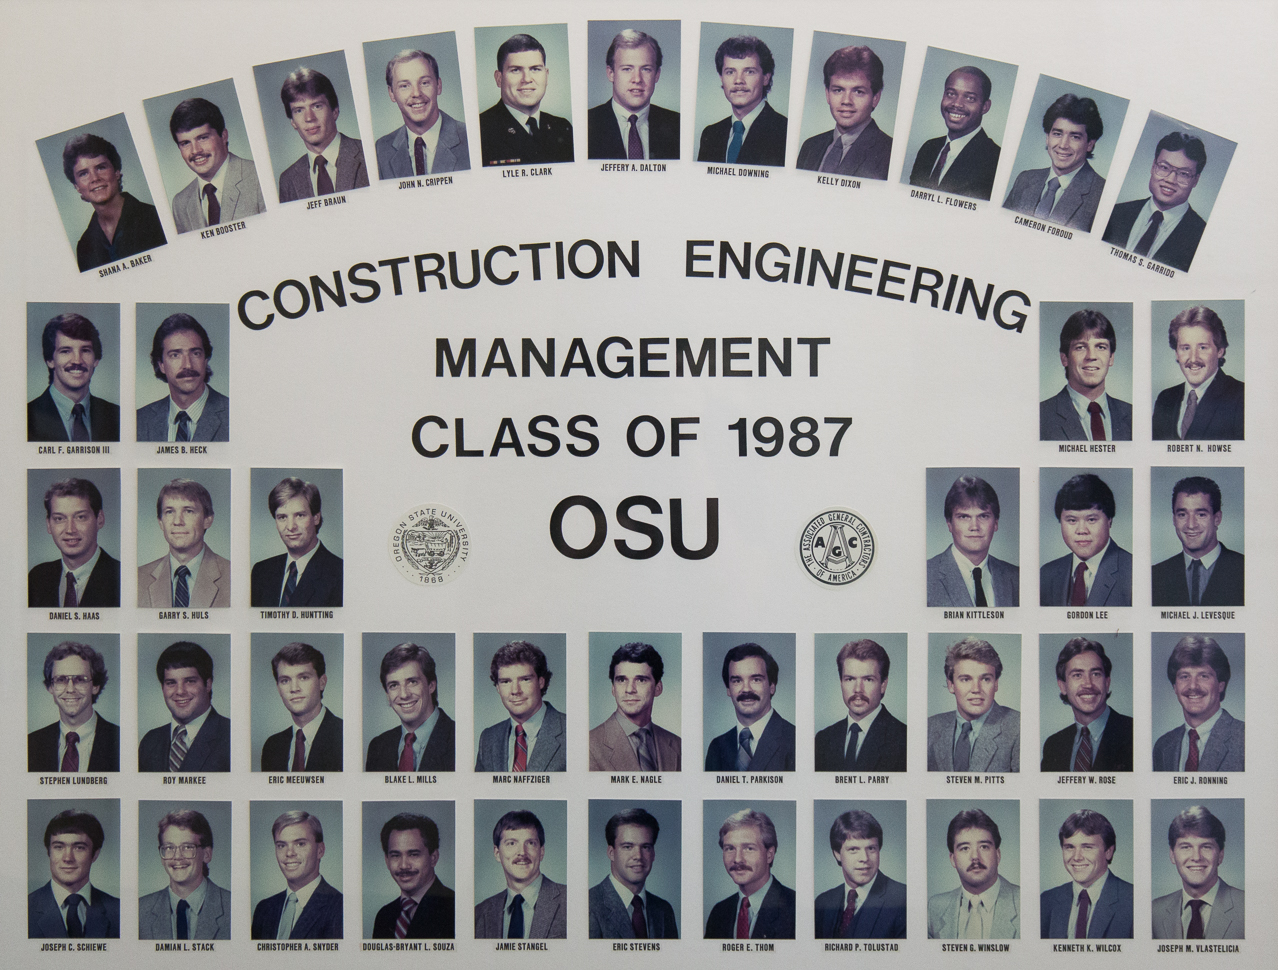 SHANA A. BAKER
KEN BOOSTER
JEFF BRAUN
JOHN N. CRIPPEN
LYLE R. CLARK
JEFFERY A. DALTON
MICHAEL DOWNING
KELLY DIXON
DARRYL L. FLOWERS
CAMERON FOROUD
THOMAS S. GARRIDO
CONSTRUCTION ENGINEERING
MANAGEMENT
CLASS OF 1987
OSU
OREGON STATE UNIVERSITY
1868
THE ASSOCIATED GENERAL CONTRACTORS
OF AMERICA
AGC
CARL F. GARRISON III
JAMES B. HECK
MICHAEL HESTER
ROBERT N. HOWSE
DANIEL S. HAAS
GARRY S. HULS
TIMOTHY D. HUNTTING
BRIAN KITTLESON
GORDON LEE
MICHAEL J. LEVESQUE
STEPHEN LUNDBERG
ROY MARKEE
ERIC MEEUWSEN
BLAKE L. MILLS
MARC NAFFZIGER
MARK E. NAGLE
DANIEL T. PARKISON
BRENT L. PARRY
STEVEN M. PITTS
JEFFERY W. ROSE
ERIC J. RONNING
JOSEPH C. SCHIEWE
DAMIAN L. STACK
CHRISTOPHER A. SNYDER
DOUGLAS-BRYANT L. SOUZA
JAMIE STANGEL
ERIC STEVENS
ROGER E. THOM
RICHARD P. TOLUSTAD
STEVEN G. WINSLOW
KENNETH K. WILCOX
JOSEPH M. VLASTELICIA